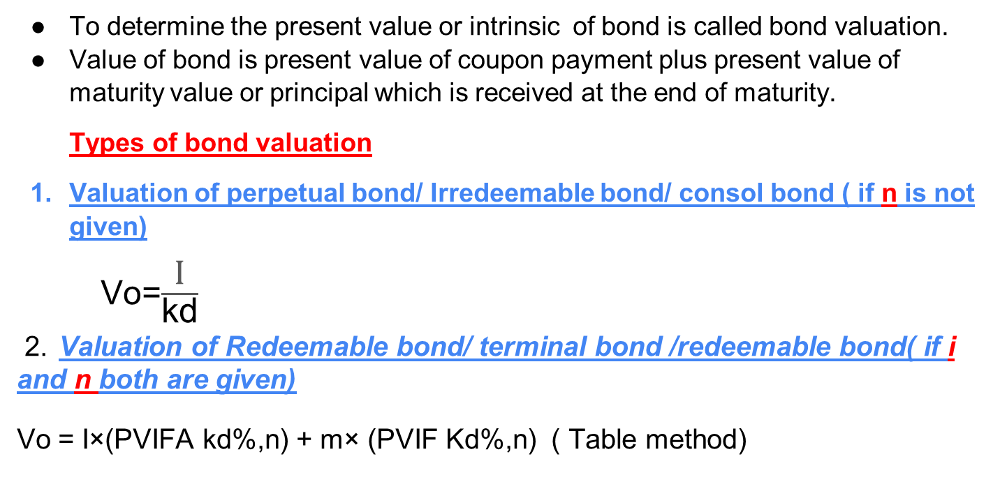 ● To determine the present value or intrinsic of bond is called bond valuation.
● Value of bond is present value of coupon payment plus present value of
maturity value or principal which is received at the end of maturity.
Types of bond valuation
1. Valuation of perpetual bond/ Irredeemable bond/ consol bond ( if n is not
given)
I
Vo=
kd
2. Valuation of Redeemable bond/ terminal bond /redeemable bond( if i
and n both are given)
Vo = I×(PVIFA kd%,n) + m× (PVIF Kd%,n) ( Table method)